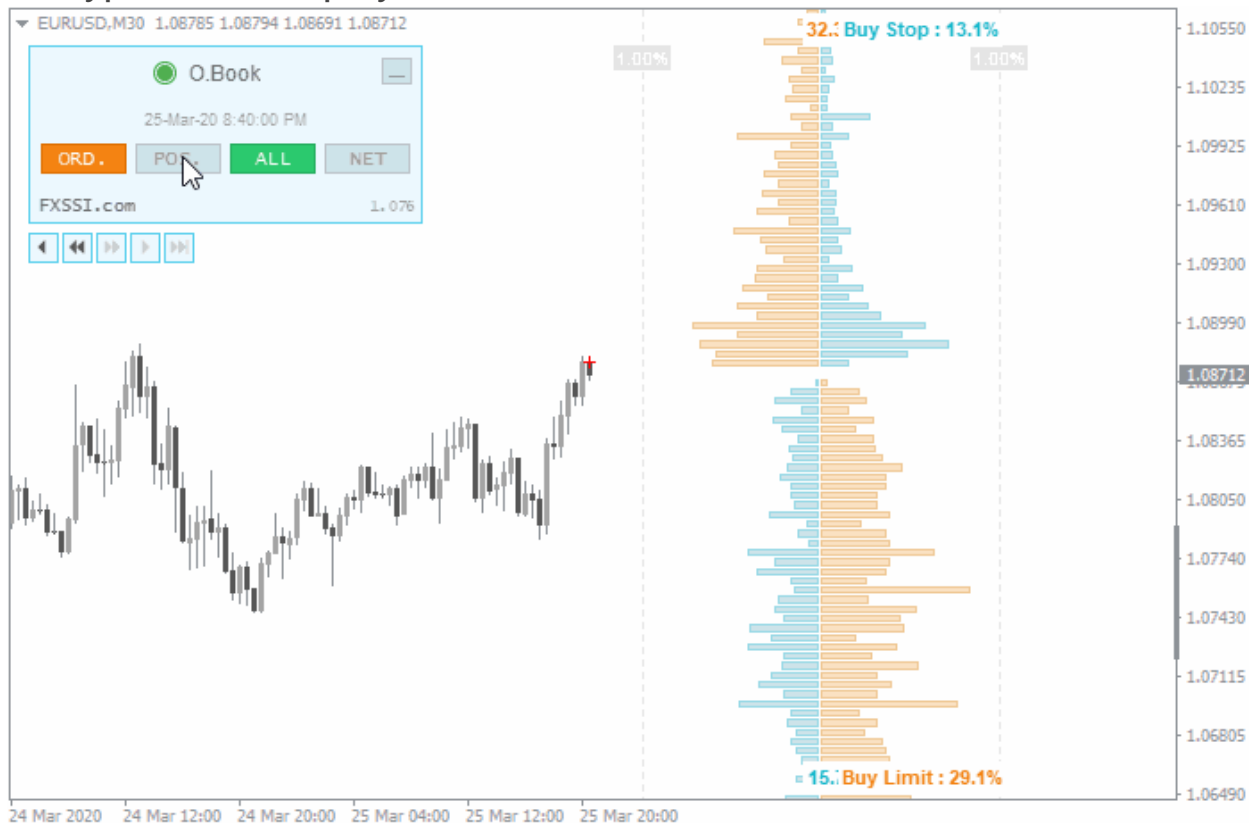 EURUSD,M30 1.08785 1.08794 1.08691 1.08712
O.Book
25-Mar-20 8:40:00 PM
ORD. ALL NET
FXSSI.com 1.076
Buy Stop : 13.1%
1.00% 1.00%
Buy Limit : 29.1%
1.10550
1.10235
1.09925
1.09610
1.09300
1.08990
1.08712
1.08365
1.08050
1.07740
1.07430
1.07115
1.06805
1.06490
24 Mar 2020 24 Mar 12:00 24 Mar 20:00 25 Mar 04:00 25 Mar 12:00 25 Mar 20:00